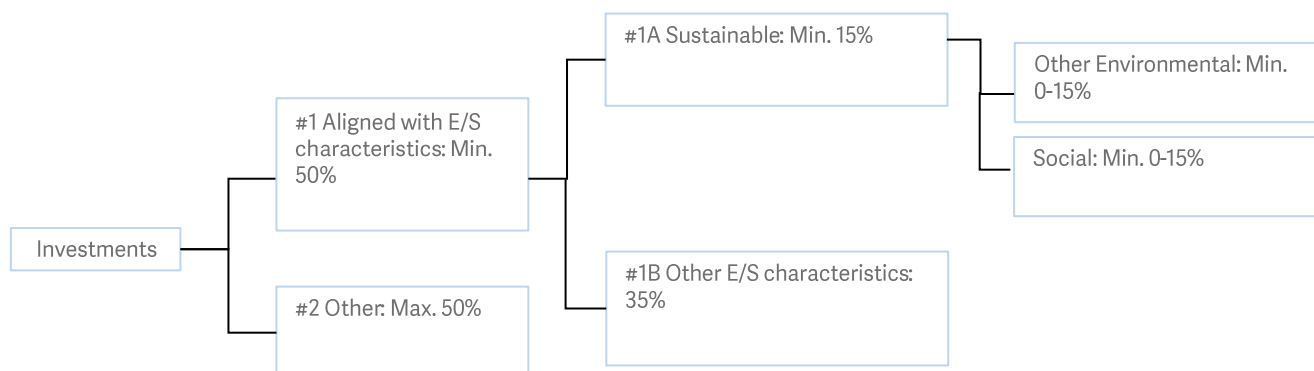 Investments
#1 Aligned with E/S
characteristics: Min.
50%
#2 Other: Max. 50%
#1A Sustainable: Min. 15%
#1B Other E/S characteristics:
35%
Other Environmental: Min.
0-15%
Social: Min. 0-15%